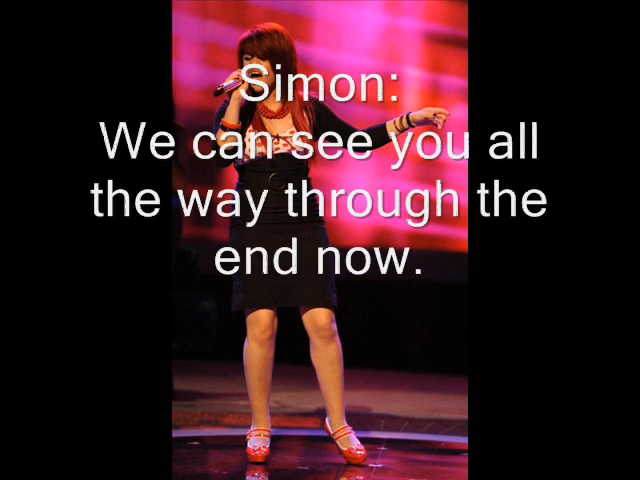 Simon:
We can see you all
the way through the
end now.